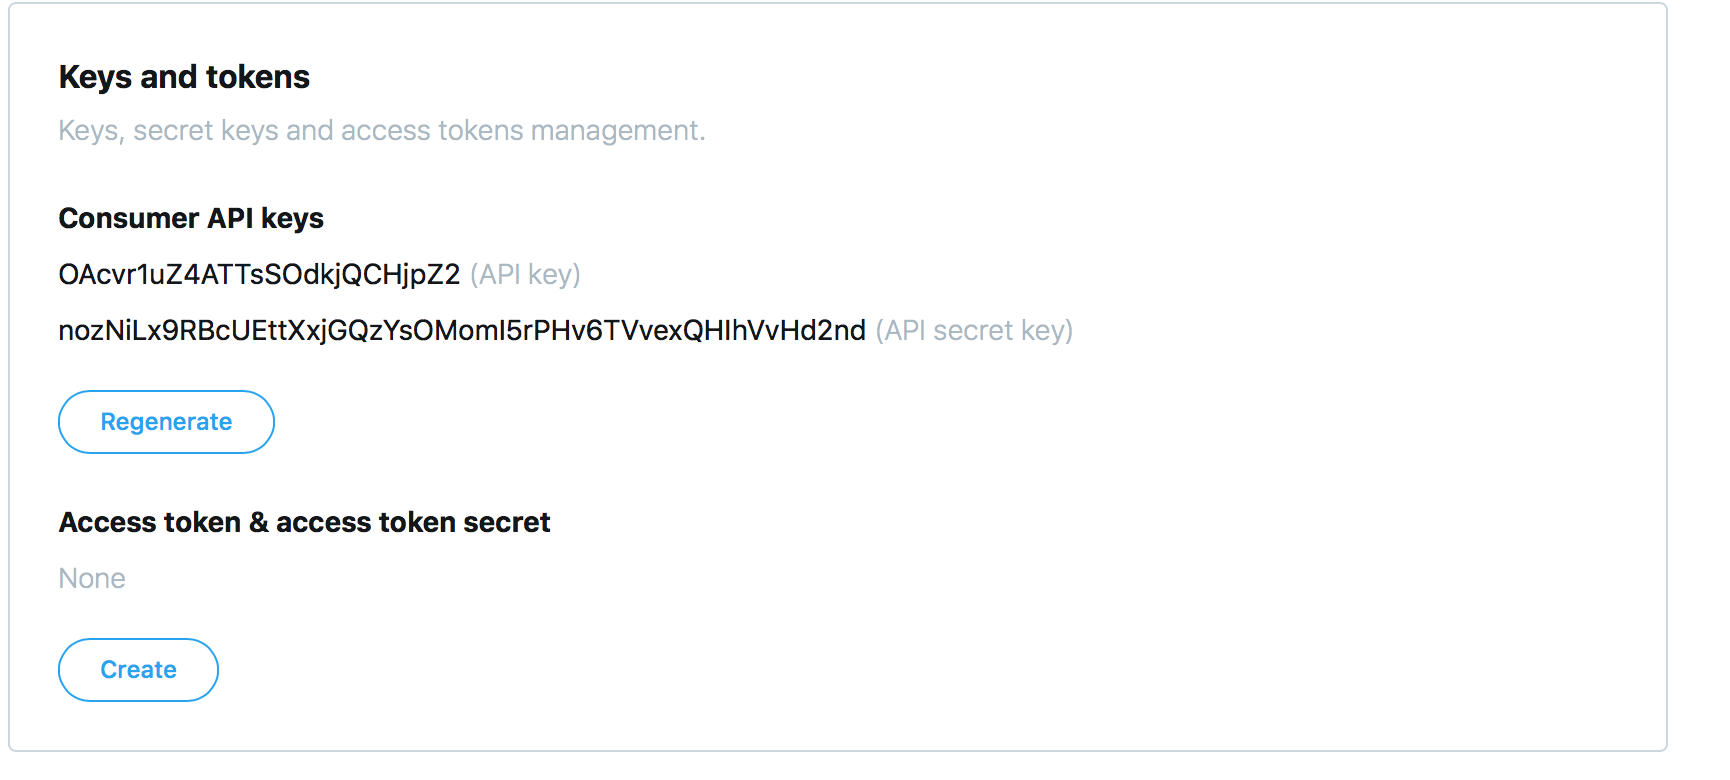 Keys and tokens
Keys, secret keys and access tokens management.
Consumer API keys
OAcvr1uZ4ATTsSOdkjQCHjpZ2 (API key)
nozNiLx9RBcUEttXxjGQzYsOMomI5rPHv6TVvexQHIhVvHd2nd (API secret key)
Regenerate
Access token & access token secret
None
Create